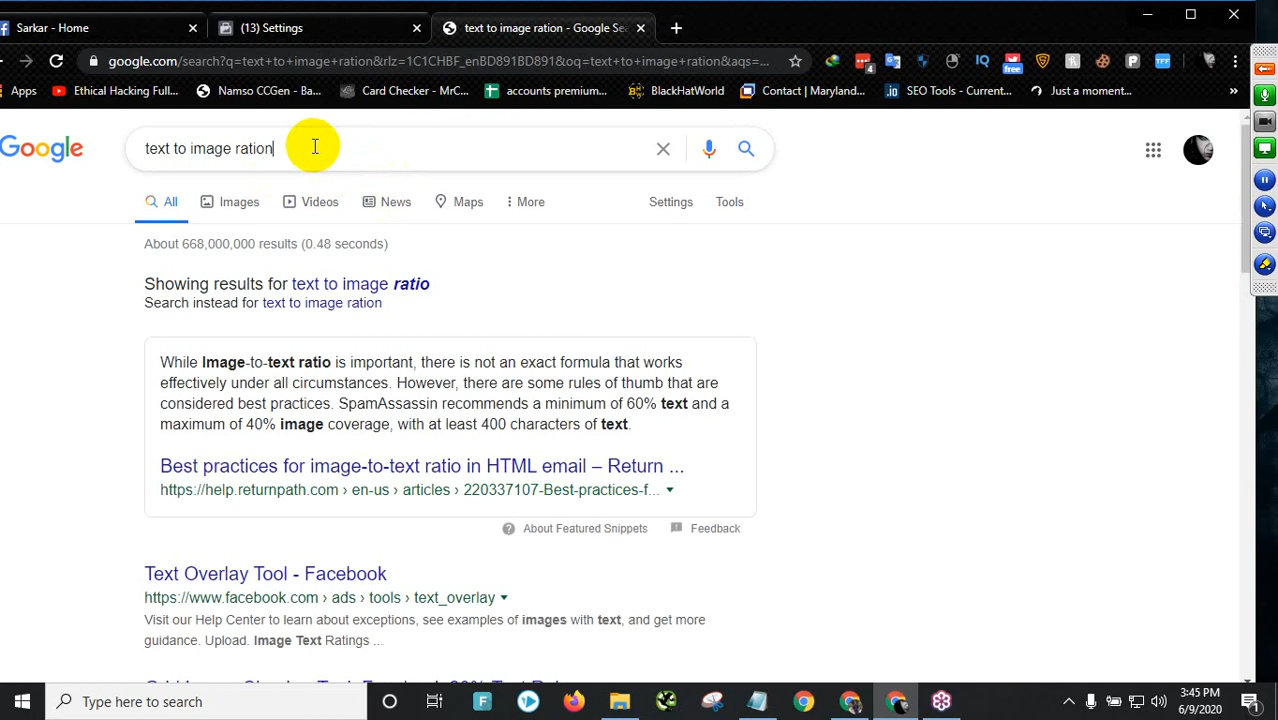 Sarkar - Home
(13) Settings
text to image ration - Google Se
google.com/search?q=text+to+image+ration&rlz=1C1CHBF_enBD891BD891&oq=text+to+image+ration&aqs=...
4
IQ
free
P
TFF
Apps
Ethical Hacking Full...
Namso CCGen - Ba...
Card Checker - MrC...
accounts premium...
BlackHatWorld
Contact | Maryland...
.io SEO Tools - Current...
Just a moment...
»
Google
text to image ration
All
Images
Videos
News
Maps
More
Settings
Tools
About 668,000,000 results (0.48 seconds)
Showing results for text to image ratio
Search instead for text to image ration
While Image-to-text ratio is important, there is not an exact formula that works
effectively under all circumstances. However, there are some rules of thumb that are
considered best practices. SpamAssassin recommends a minimum of 60% text and a
maximum of 40% image coverage, with at least 400 characters of text.
Best practices for image-to-text ratio in HTML email – Return ...
https://help.returnpath.com › en-us › articles › 220337107-Best-practices-f...
About Featured Snippets
Feedback
Text Overlay Tool - Facebook
https://www.facebook.com › ads › tools › text_overlay
Visit our Help Center to learn about exceptions, see examples of images with text, and get more
guidance. Upload. Image Text Ratings ...
Type here to search
F
3:45 PM
6/9/2020
1